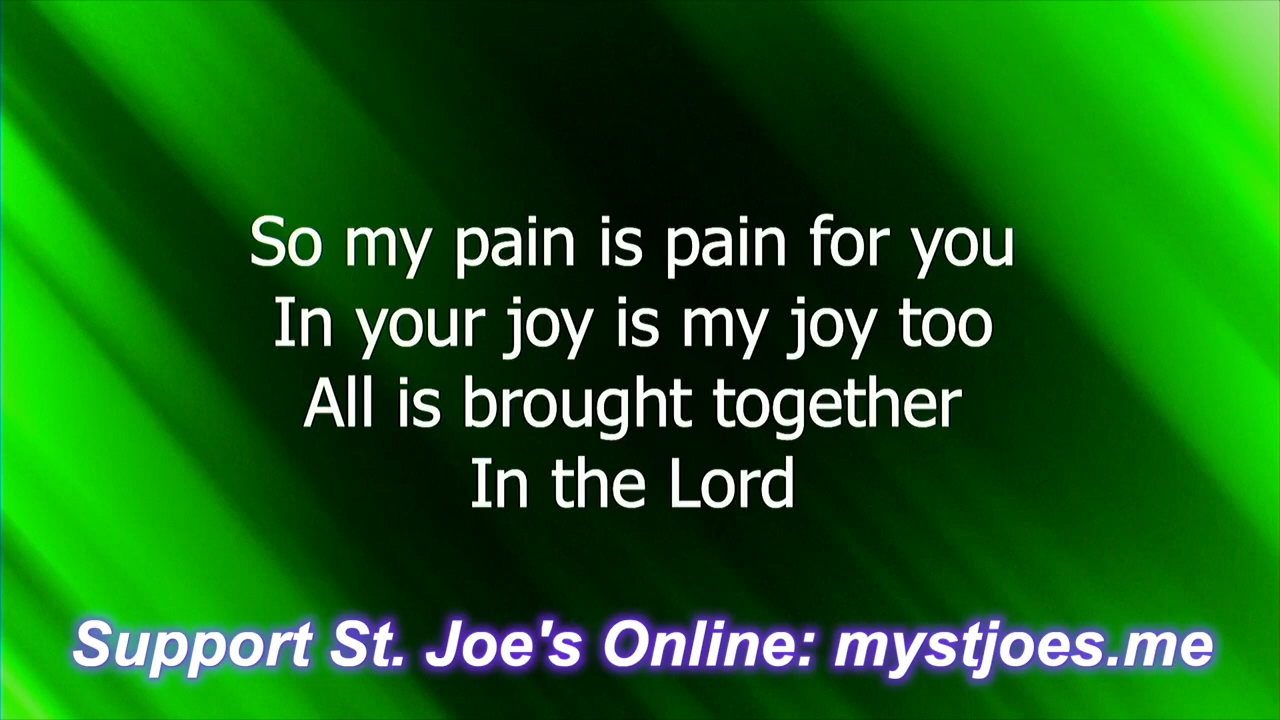 So my pain is pain for you
In your joy is my joy too
All is brought together
In the Lord
Support St. Joe's Online: mystjoes.me